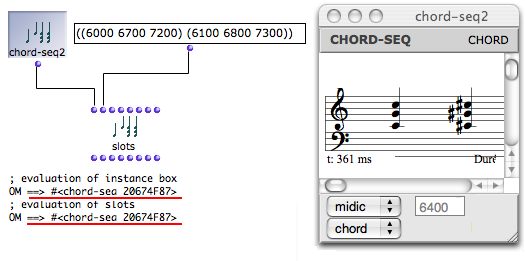 chord-seq2
((6000 6700 7200) (6100 6800 7300))
slots
; evaluation of instance box
OM ==> #<chord-seq 20674F87>
; evaluation of slots
OM ==> #<chord-seq 20674F87>
chord-seq2
CHORD-SEQ CHORD
t: 361 ms Duré
midic 6400
chord